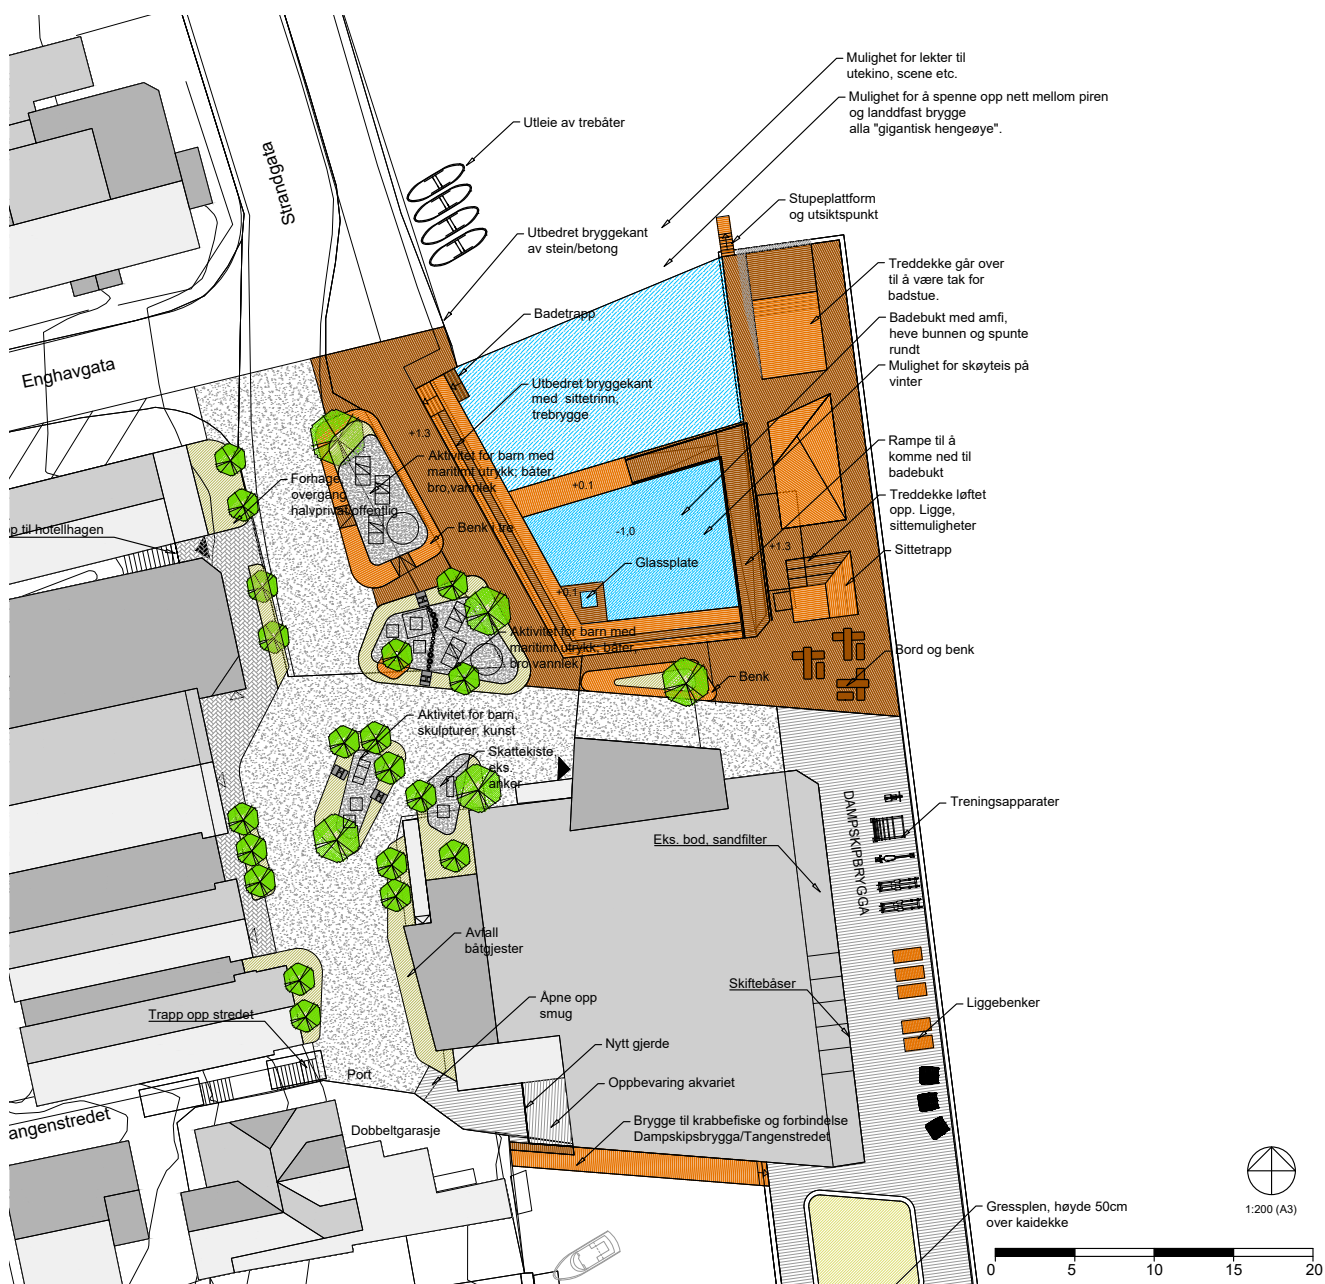 Mulighet for lekter til
utekino, scene etc.
Mulighet for å spenne opp nett mellom piren
og landdfast brygge
alla "gigantisk hengeøye".
Utleie av trebåter
Strandgata
Stupeplattform
og utsiktspunkt
Utbedret bryggekant
av stein/betong
Treddekke går over
til å være tak for
badstue.
Badetrapp
Badebukt med amfi,
heve bunnen og spunte
rundt
Enghavgata
Mulighet for skøyteis på
vinter
Utbedret bryggekant
med sittetrinn,
trebrygge
+1.3
Rampe til å
komme ned til
badebukt
Aktivitet for barn med
maritimt utrykk; båter,
bro,vannlek
Forhage,
overgang
halvprivat/offentlig
+0.1
Treddekke løftet
opp. Ligge,
sittemuligheter
Benk i tre
p til hotellhagen
-1,0
+1.3
Sittetrapp
Glassplate
+0.1
H
Aktivitet for barn med
maritimt utrykk; båter,
bro,vannlek
Bord og benk
H
Benk
Aktivitet for barn,
skulpturer, kunst
Skattekiste
eks.
anker
H
H
DAMPSKIPBRYGGA
Treningsapparater
Eks. bod, sandfilter
Avfall
båtgjester
Skiftebåser
Liggebenker
Åpne opp
smug
Trapp opp stredet
Nytt gjerde
Port
Oppbevaring akvariet
angenstredet
Dobbeltgarasje
Brygge til krabbefiske og forbindelse
Dampskipsbrygga/Tangenstredet
Gressplen, høyde 50cm
over kaidekke
1:200 (A3)
0 5 10 15 20